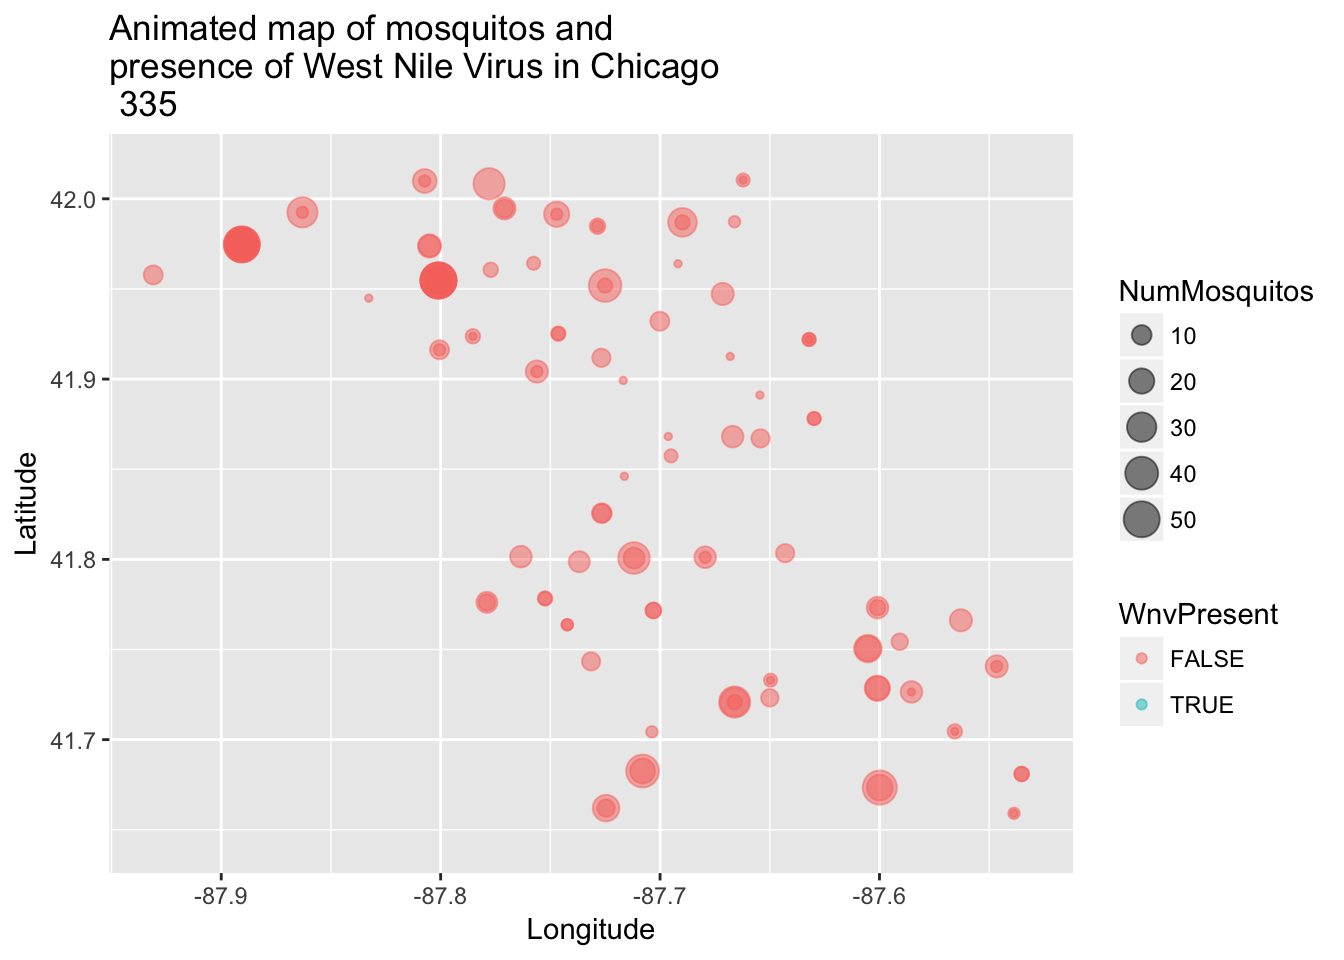 Animated map of mosquitos and
presence of West Nile Virus in Chicago
335
42.0
41.9
41.8
41.7
Latitude
-87.9
-87.8
-87.7
-87.6
Longitude
NumMosquitos
10
20
30
40
50
WnvPresent
FALSE
TRUE